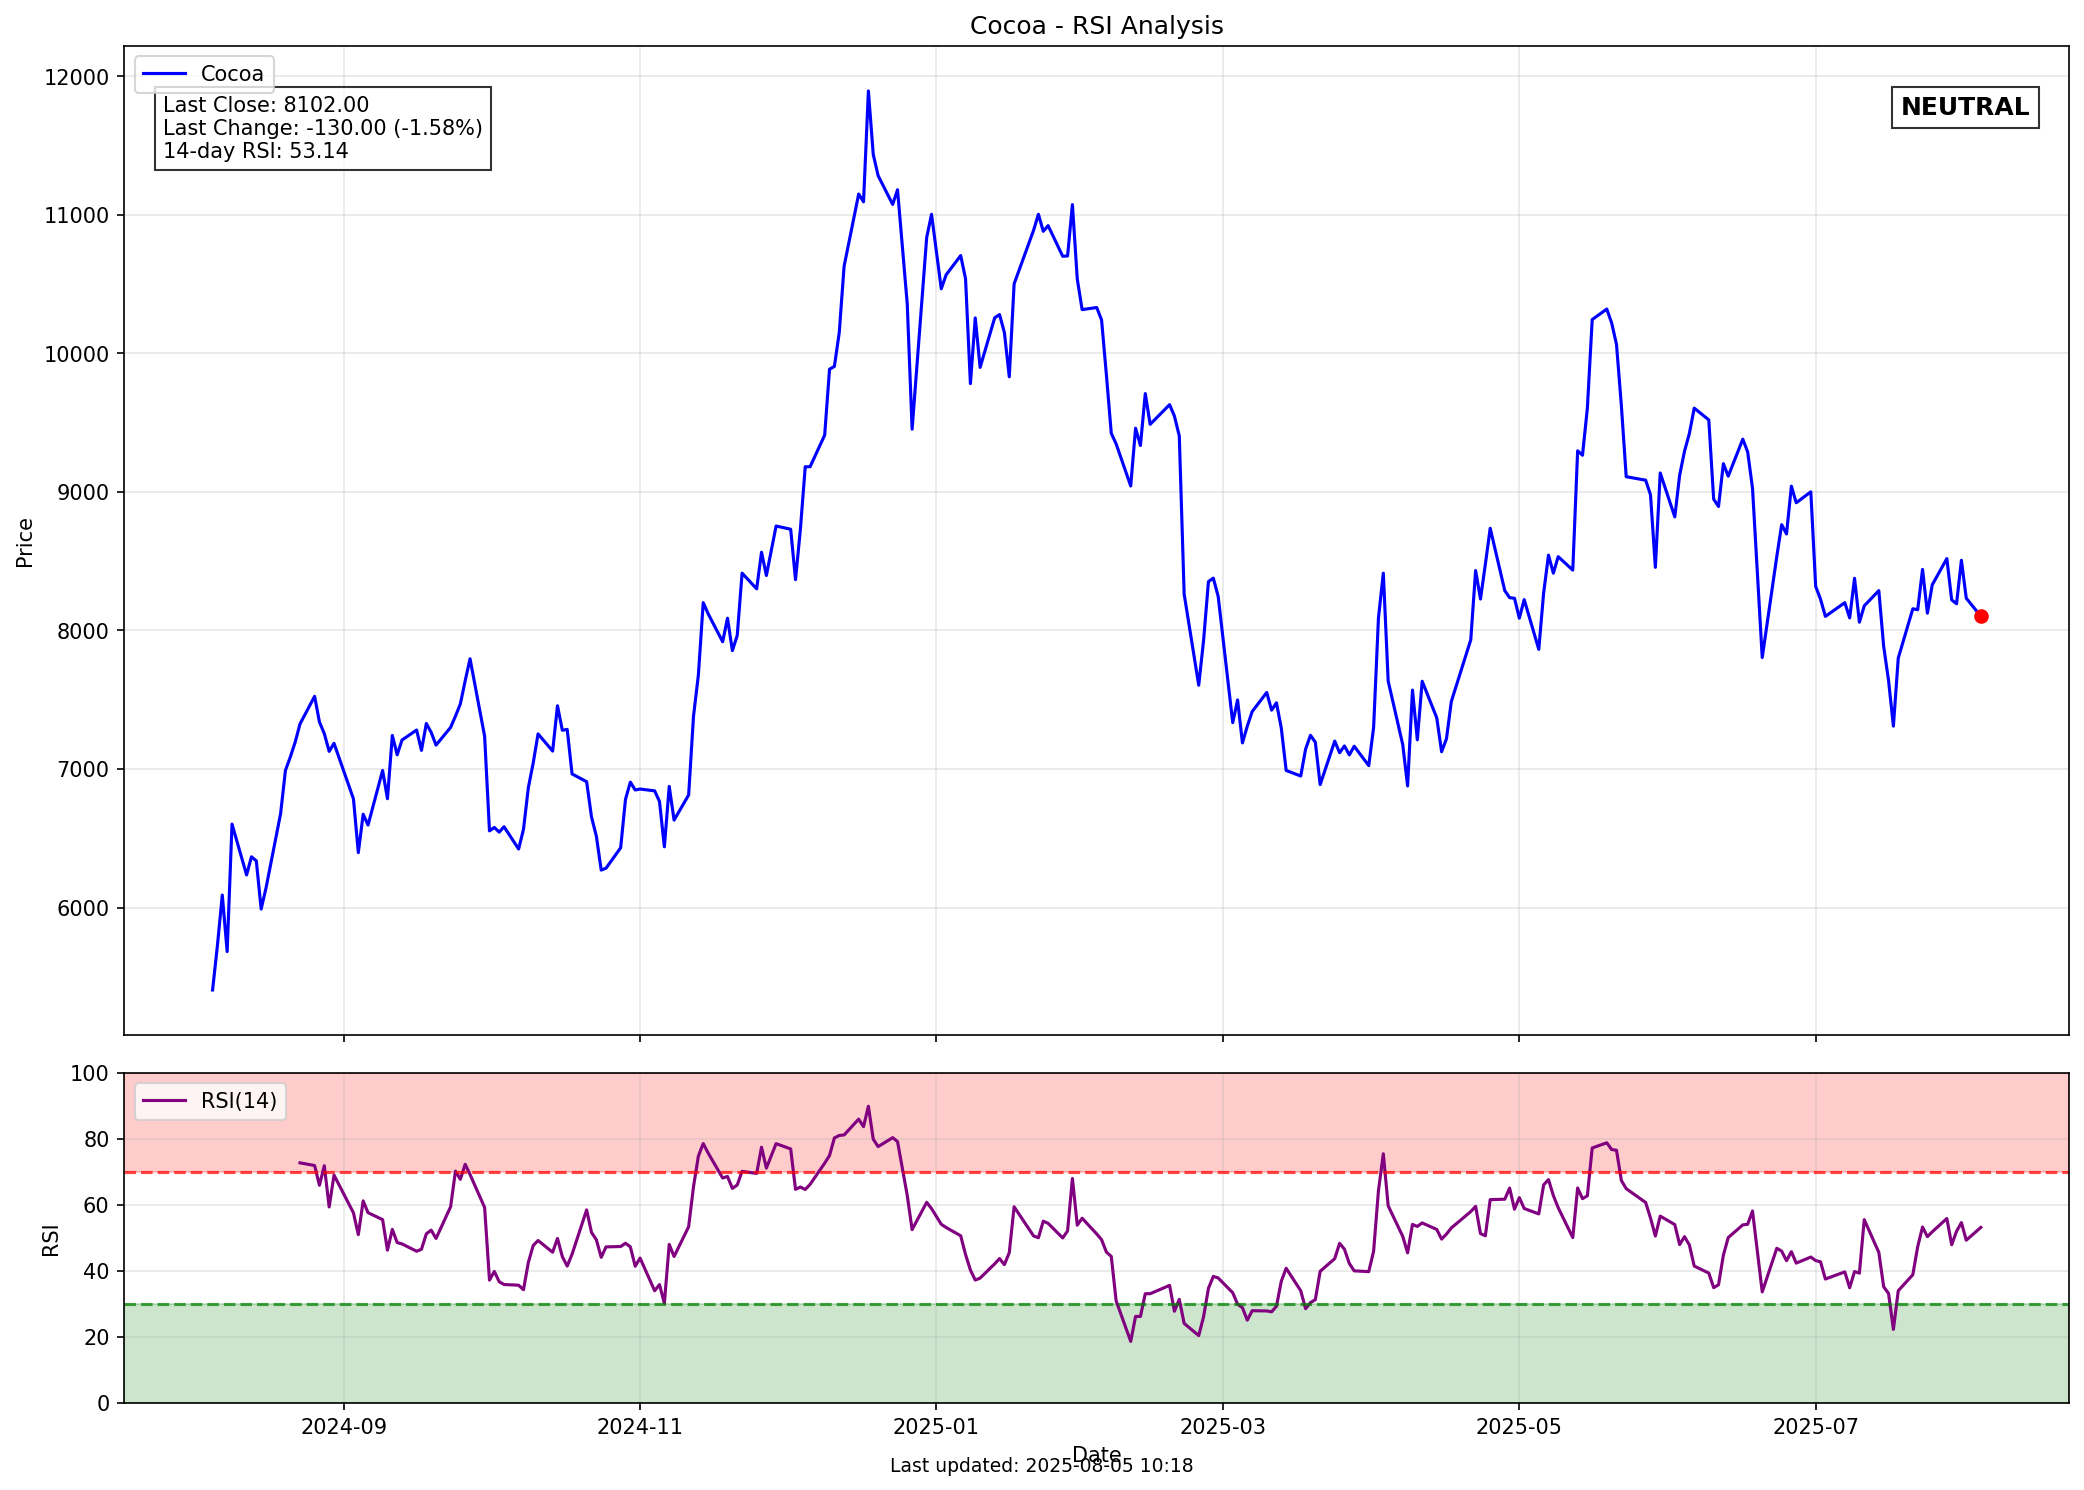 Cocoa - RSI Analysis
Cocoa
Last Close: 8102.00
Last Change: -130.00 (-1.58%)
14-day RSI: 53.14
NEUTRAL
12000
11000
10000
9000
8000
7000
6000
Price
RSI(14)
100
80
60
40
20
0
RSI
2024-09
2024-11
2025-01
2025-03
2025-05
2025-07
Date
Last updated: 2025-08-05 10:18